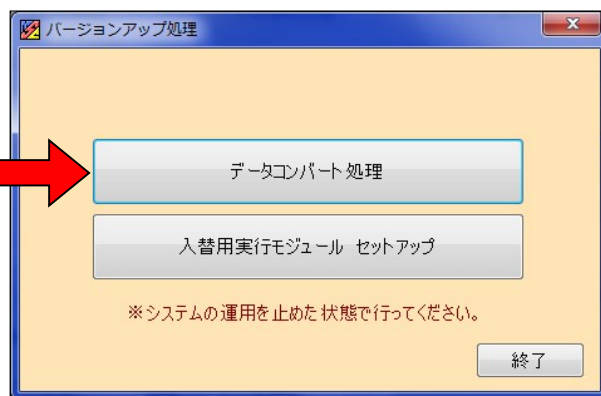 バージョンアップ処理
データコンバート処理
入替用実行モジュール セットアップ
※システムの運用を止めた状態で行ってください。
終了